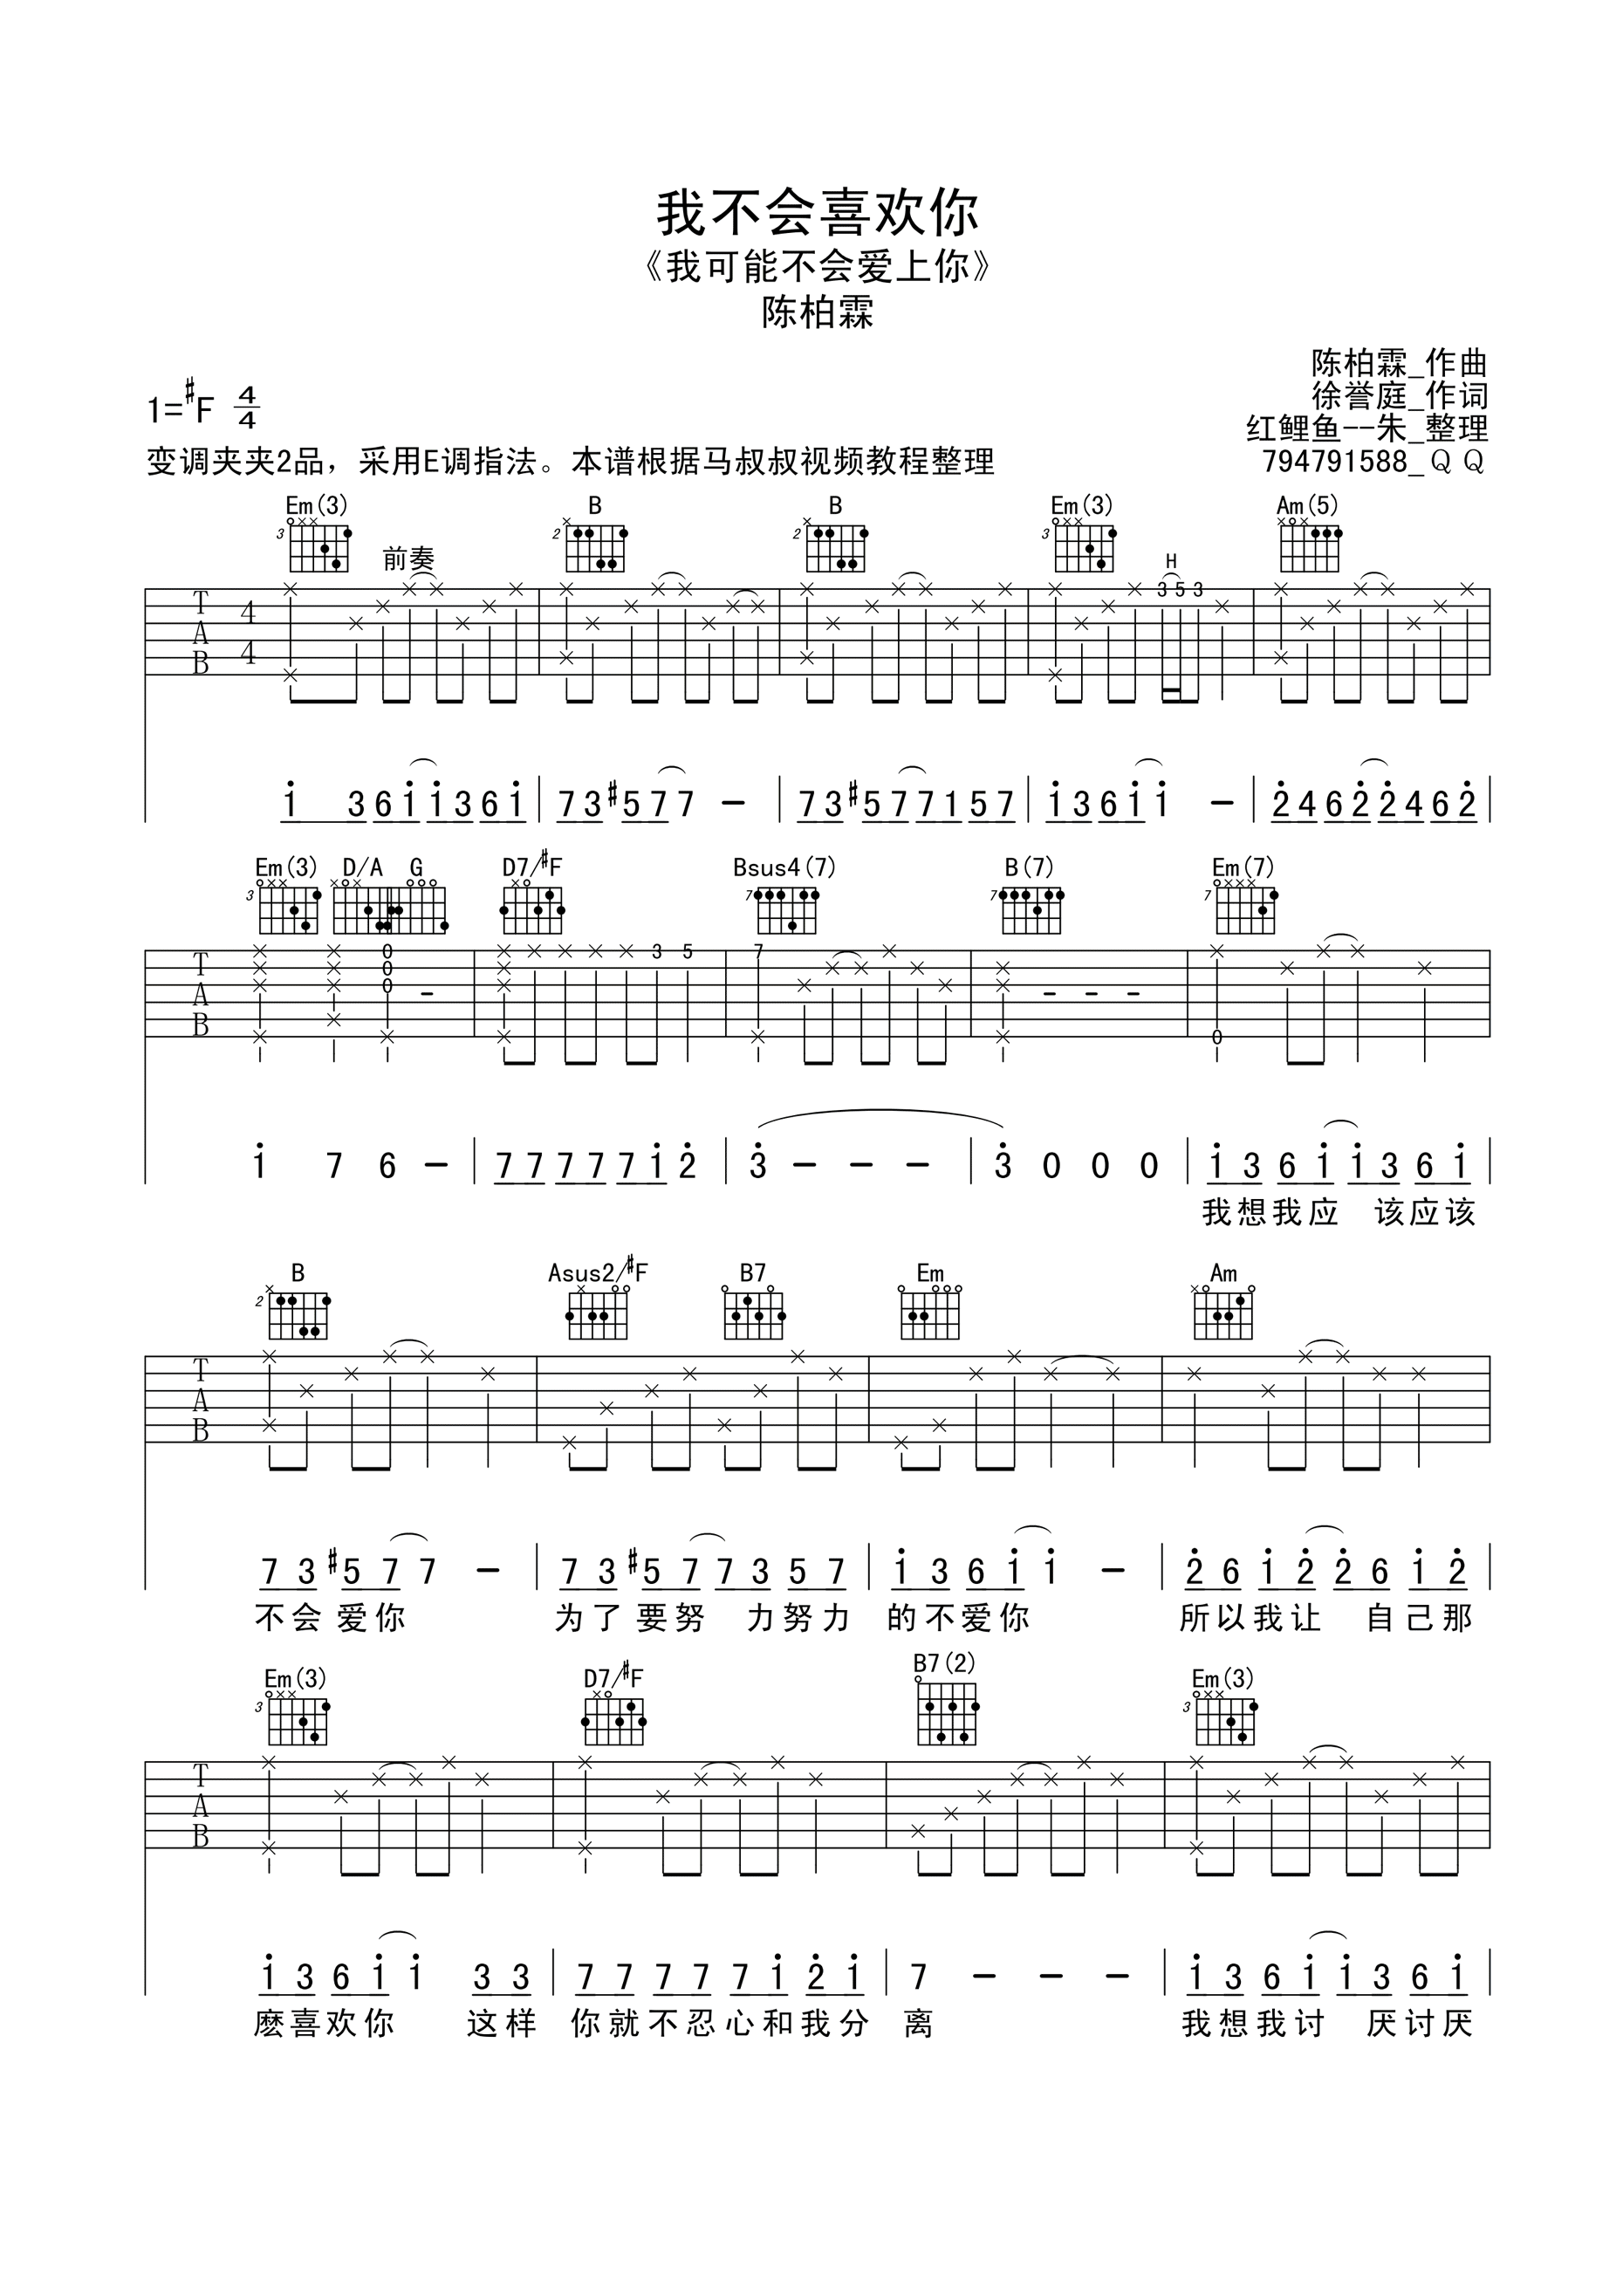 我不会喜欢你
《我可能不会爱上你》
陈柏霖
陈柏霖_作曲
徐誉庭_作词
1=#F 4/4
红鲤鱼--朱_整理
变调夹夹2品，采用E调指法。本谱根据马叔叔视频教程整理
794791588_QQ
Em(3) B B Em(3) Am(5)
3 2 2 3
前奏 H
T A B 4 4 3 5 3
i 3 6 i i 3 6 i | 7 3 #5 7 7 - | 7 3 #5 7 7 1 5 7 | i 3 6 i i - | 2 4 6 2 2 4 6 2 |
Em(3) D/A G D7/#F Bsus4(7) B(7) Em(7)
3 7 7 7
T A B 0 0 0 - 3 5 7 - - - 0
i 7 6 - | 7 7 7 7 7 i 2 | 3 - - - | 3 0 0 0 | i 3 6 i i 3 6 i |
我想我应 该应该
B Asus2/#F B7 Em Am
2
T A B
7 3 #5 7 7 - | 7 3 #5 7 7 3 5 7 | i 3 6 i i - | 2 6 i 2 2 6 i 2 |
不会爱你 为了要努 力努力 的不爱你 所以我让 自己那
Em(3) D7/#F B7(2) Em(3)
3 3
T A B
i 3 6 i i 3 3 | 7 7 7 7 7 i 2 i | 7 - - - | i 3 6 i i 3 6 i |
麽喜欢你 这样 你就不忍心和我分 离 我想我讨 厌讨厌